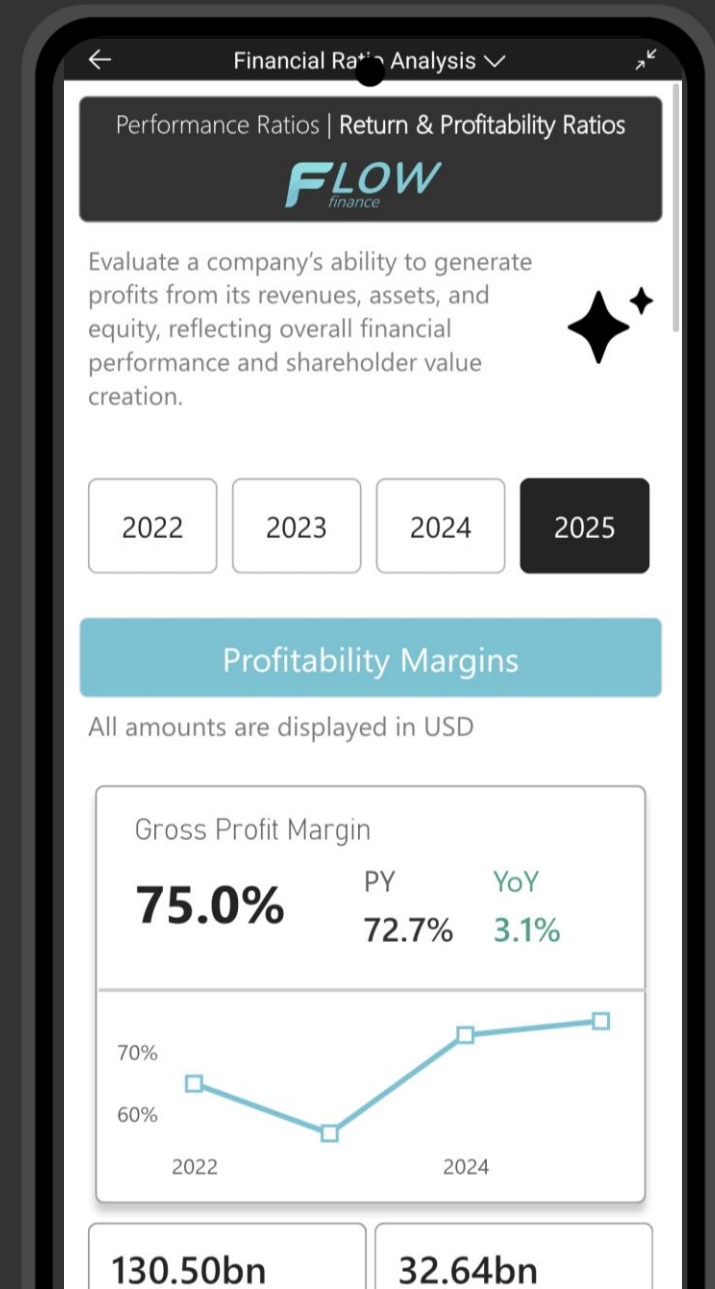 Financial Ratio Analysis
Performance Ratios | Return & Profitability Ratios
FLOW
finance
Evaluate a company's ability to generate
profits from its revenues, assets, and
equity, reflecting overall financial
performance and shareholder value
creation.
2022 2023 2024 2025
Profitability Margins
All amounts are displayed in USD
Gross Profit Margin
75.0%
PY YoY
72.7% 3.1%
70%
60%
2022 2024
130.50bn 32.64bn